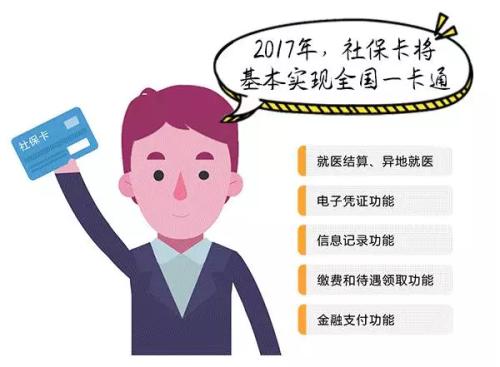 2017年，社保卡将
基本实现全国一卡通
社保卡
就医结算、异地就医
电子凭证功能
信息记录功能
缴费和待遇领取功能
金融支付功能